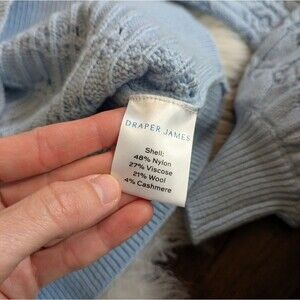 DRAPER JAMES
Shell:
48% Nylon
27% Viscose
21% Wool
4% Cashmere